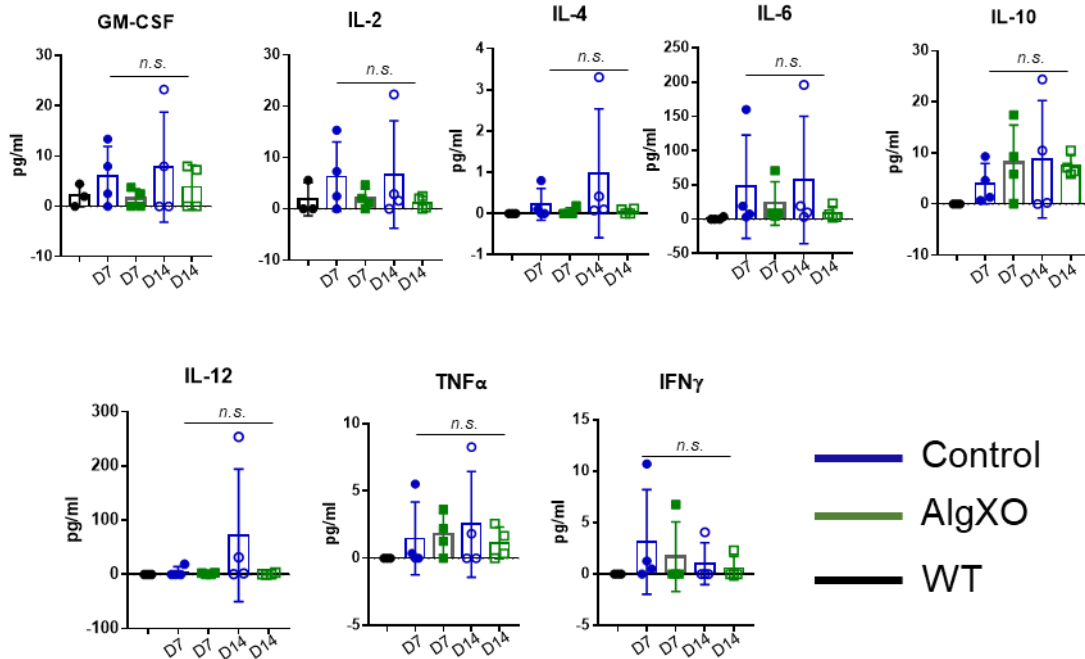 GM-CSF
30
20
10
0
-10
pg/ml
n.s.
D7
D7
D14
D14
IL-2
30
20
10
0
-10
pg/ml
n.s.
D7
D7
D14
D14
IL-4
4
3
2
1
0
-1
pg/ml
n.s.
D7
D7
D14
D14
IL-6
250
200
150
100
50
0
-50
pg/ml
n.s.
D7
D7
D14
D14
IL-10
30
20
10
0
-10
pg/ml
n.s.
D7
D7
D14
D14
IL-12
300
200
100
0
-100
pg/ml
n.s.
D7
D7
D14
D14
TNFα
10
5
0
-5
pg/ml
n.s.
D7
D7
D14
D14
IFNγ
15
10
5
0
-5
pg/ml
n.s.
D7
D7
D14
D14
Control
AlgXO
WT